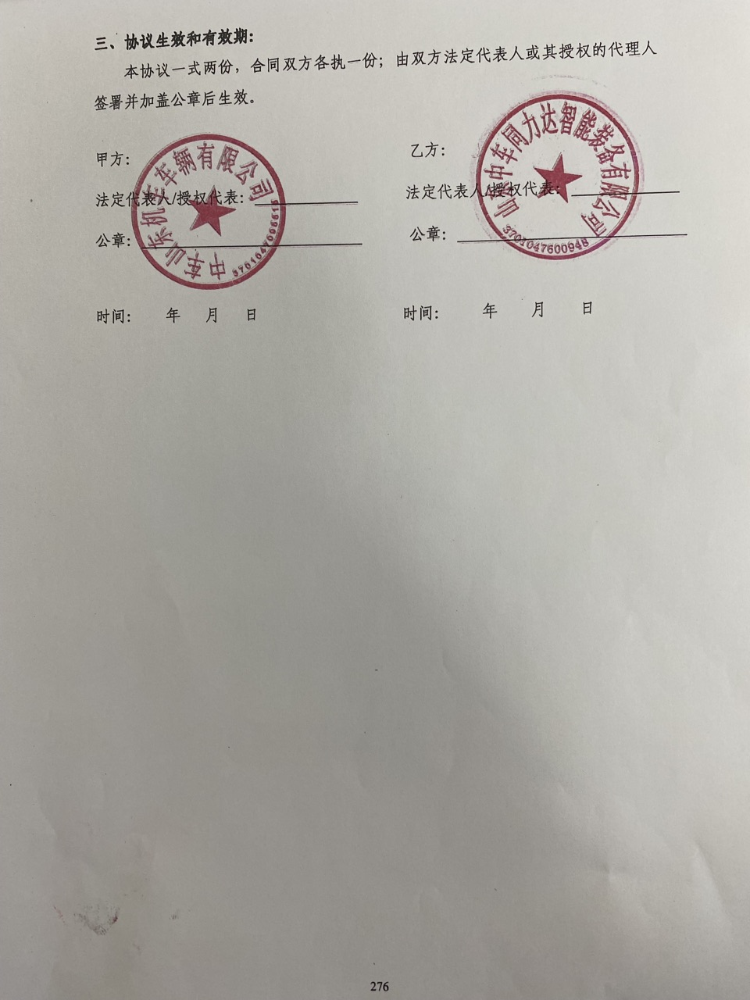 三、协议生效和有效期：
本协议一式两份，合同双方各执一份；由双方法定代表人或其授权的代理人
签署并加盖公章后生效。
甲方：
法定代表人/授权代表：
公章：
中车山东机车车辆有限公司
时间： 年 月 日
乙方：
法定代表人/授权代表：
公章：
山东中车同力达智能装备有限公司
3701047600948
时间： 年 月 日
276